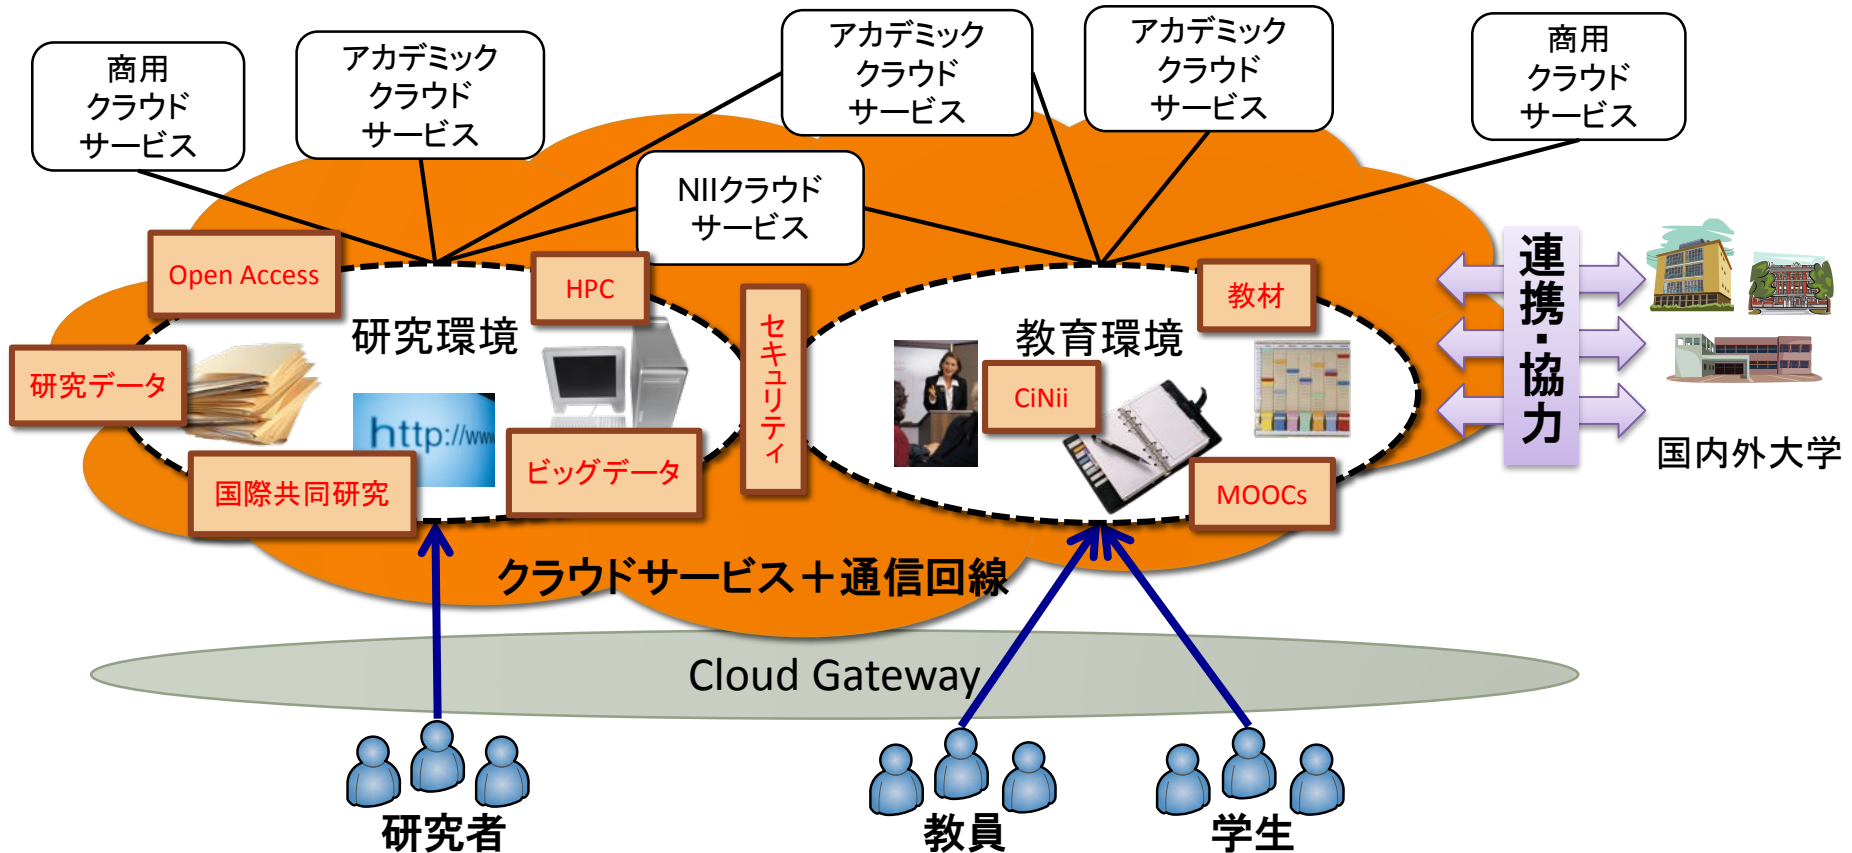 商用
クラウド
サービス
アカデミック
クラウド
サービス
アカデミック
クラウド
サービス
アカデミック
クラウド
サービス
商用
クラウド
サービス
NIIクラウド
サービス
Open Access
HPC
研究環境
研究データ
http://www
国際共同研究
ビッグデータ
セキュリティ
教育環境
教材
CiNii
MOOCs
連携・協力
国内外大学
クラウドサービス＋通信回線
Cloud Gateway
研究者
教員
学生